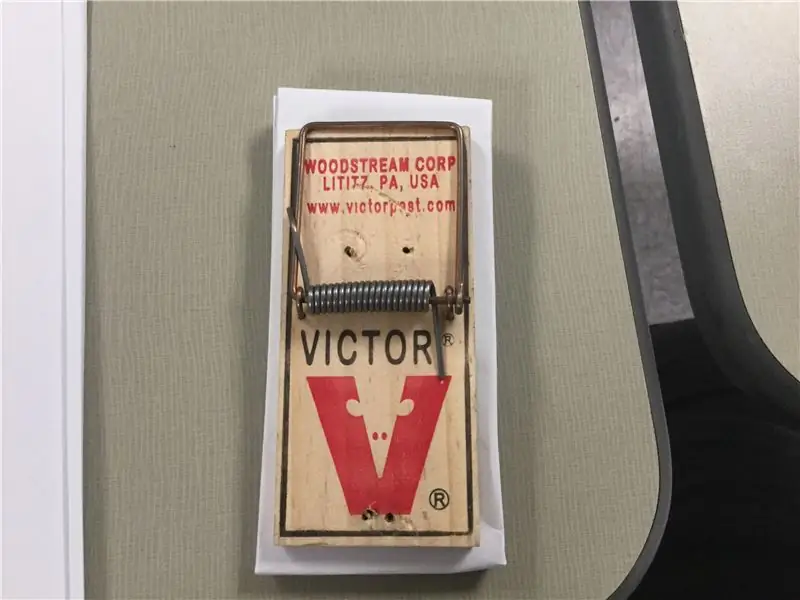 WOODSTREAM CORP
LITITZ, PA, USA
www.victorpest.com
VICTOR®
V
®